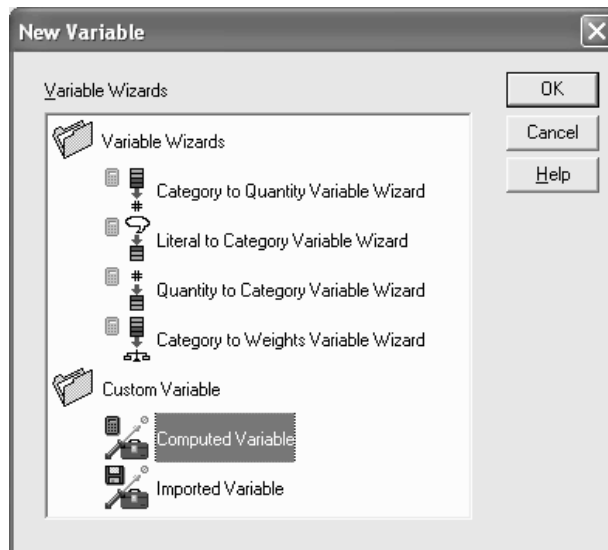 New Variable
Variable Wizards
OK
Cancel
Help
Variable Wizards
Category to Quantity Variable Wizard
Literal to Category Variable Wizard
Quantity to Category Variable Wizard
Category to Weights Variable Wizard
Custom Variable
Computed Variable
Imported Variable